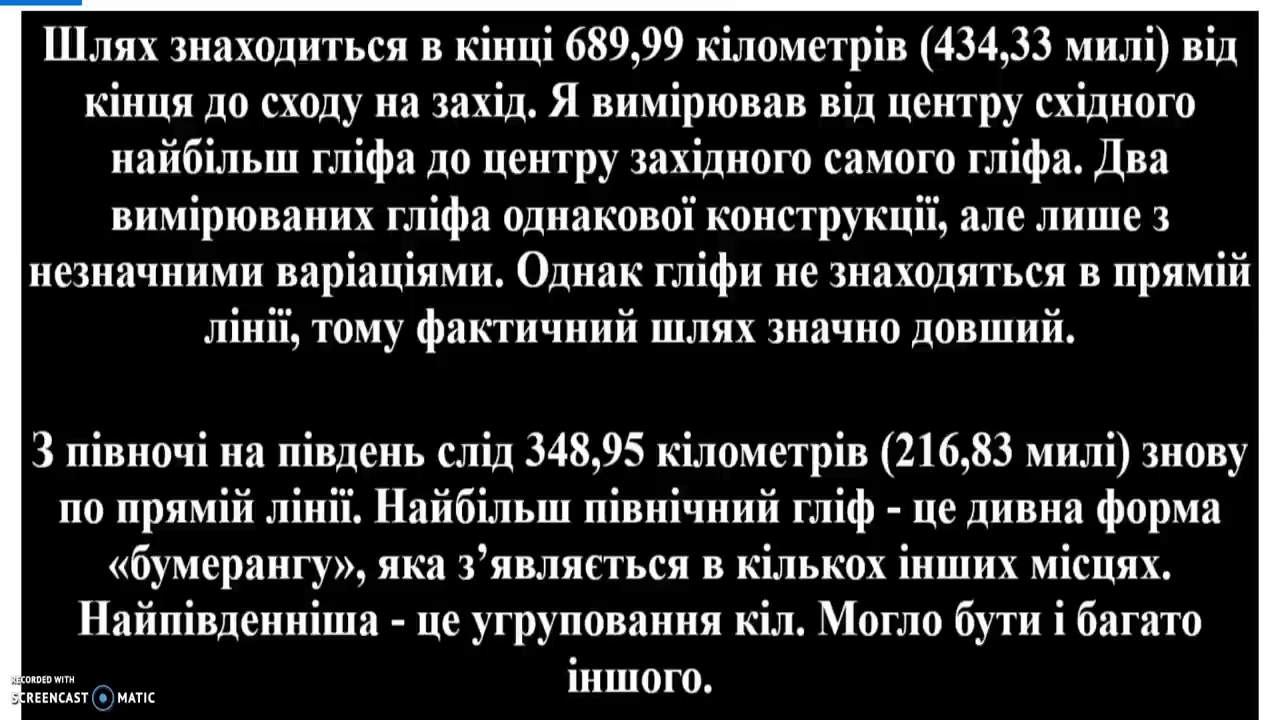 Шлях знаходиться в кінці 689,99 кілометрів (434,33 милі) від
кінця до сходу на захід. Я вимірював від центру східного
найбільш гліфа до центру західного самого гліфа. Два
вимірюваних гліфа однакової конструкції, але лише з
незначними варіаціями. Однак гліфи не знаходяться в прямій
лінії, тому фактичний шлях значно довший.
З півночі на південь слід 348,95 кілометрів (216,83 милі) знову
по прямій лінії. Найбільш північний гліф - це дивна форма
«бумерангу», яка з’являється в кількох інших місцях.
Найпівденніша - це угруповання кіл. Могло бути і багато
іншого.
RECORDED WITH
SCREENCAST MATIC